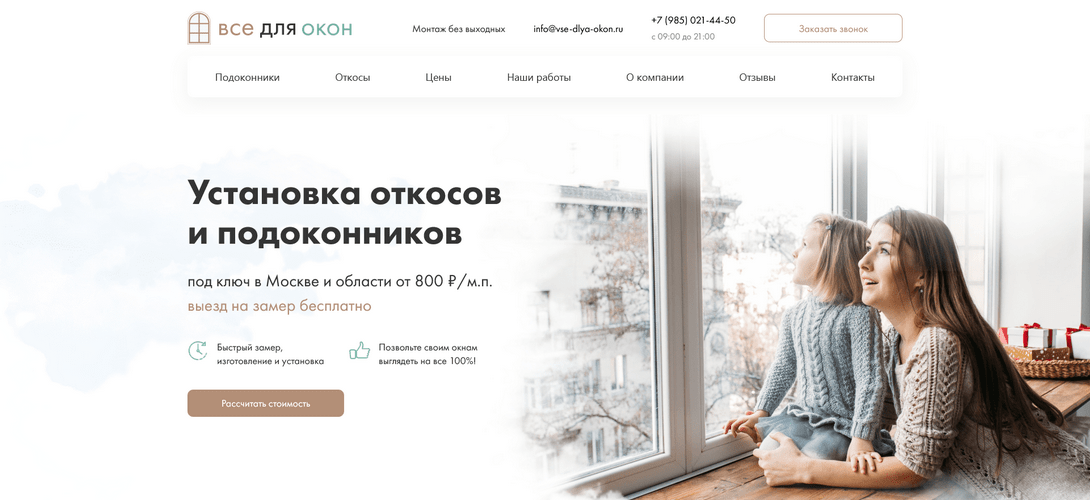 все для окон
Монтаж без выходных
info@vse-dlya-okon.ru
+7 (985) 021-44-50
с 09:00 до 21:00
Заказать звонок
Подоконники
Откосы
Цены
Наши работы
О компании
Отзывы
Контакты
Установка откосов
и подоконников
под ключ в Москве и области от 800 ₽/м.п.
выезд на замер бесплатно
Быстрый замер,
изготовление и установка
Позвольте своим окнам
выглядеть на все 100%!
Рассчитать стоимость